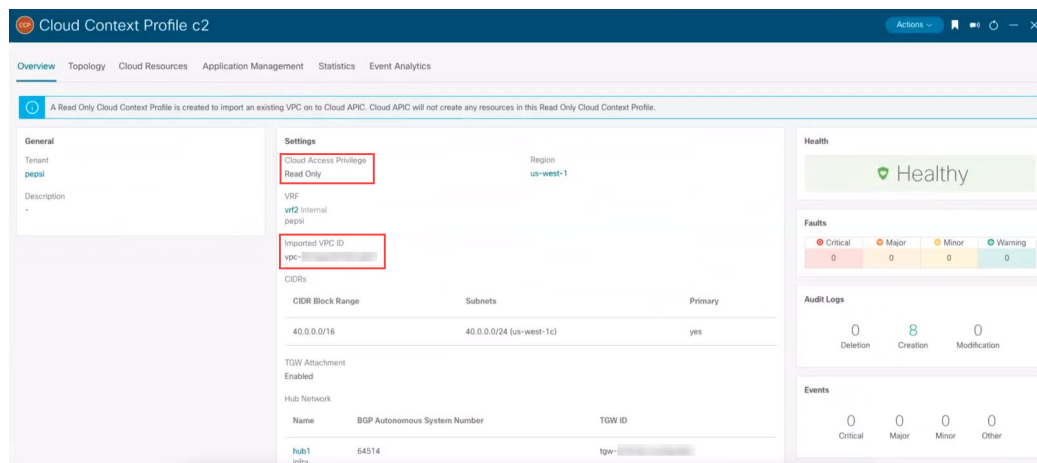 CCP Cloud Context Profile c2
Actions
Overview Topology Cloud Resources Application Management Statistics Event Analytics
A Read Only Cloud Context Profile is created to import an existing VPC on to Cloud APIC. Cloud APIC will not create any resources in this Read Only Cloud Context Profile.
General
Tenant
pepsi
Description
-
Settings
Cloud Access Privilege
Read Only
Region
us-west-1
VRF
vrf2 Internal
pepsi
Imported VPC ID
vpc-
CIDRs
CIDR Block Range Subnets Primary
40.0.0.0/16 40.0.0.0/24 (us-west-1c) yes
TGW Attachment
Enabled
Hub Network
Name BGP Autonomous System Number TGW ID
hub1 64514 tgw-
infra
Health
Healthy
Faults
Critical Major Minor Warning
0 0 0 0
Audit Logs
0 8 0
Deletion Creation Modification
Events
0 0 0 0
Critical Major Minor Other